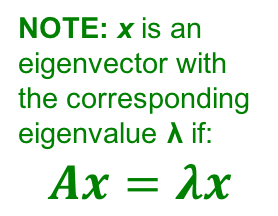 NOTE: x is an
eigenvector with
the corresponding
eigenvalue λ if:
Ax = λx